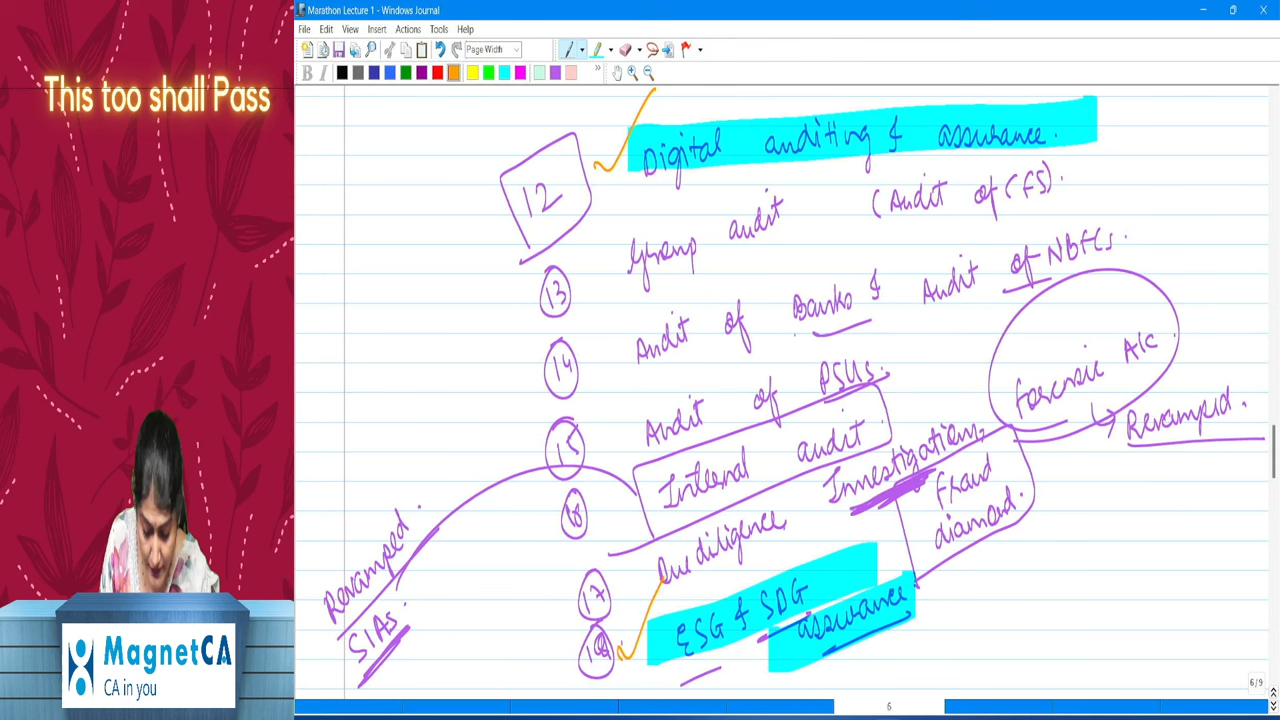 Marathon Lecture 1 - Windows Journal
File Edit View Insert Actions Tools Help
Page Width
This too shall Pass
12 Digital auditing & assurance.
Group audit (Audit of CFS).
13 Audit of Banks & Audit of NBFCs.
14 Audit of PSUs.
15 Internal audit
16 Due diligence, Investigation, Forensic A/c.
Revamped.
fraud
diamond.
Revamped
SIAs.
17 ESG & SDG
assurance
18
MagnetCA
CA in you
6
6/9